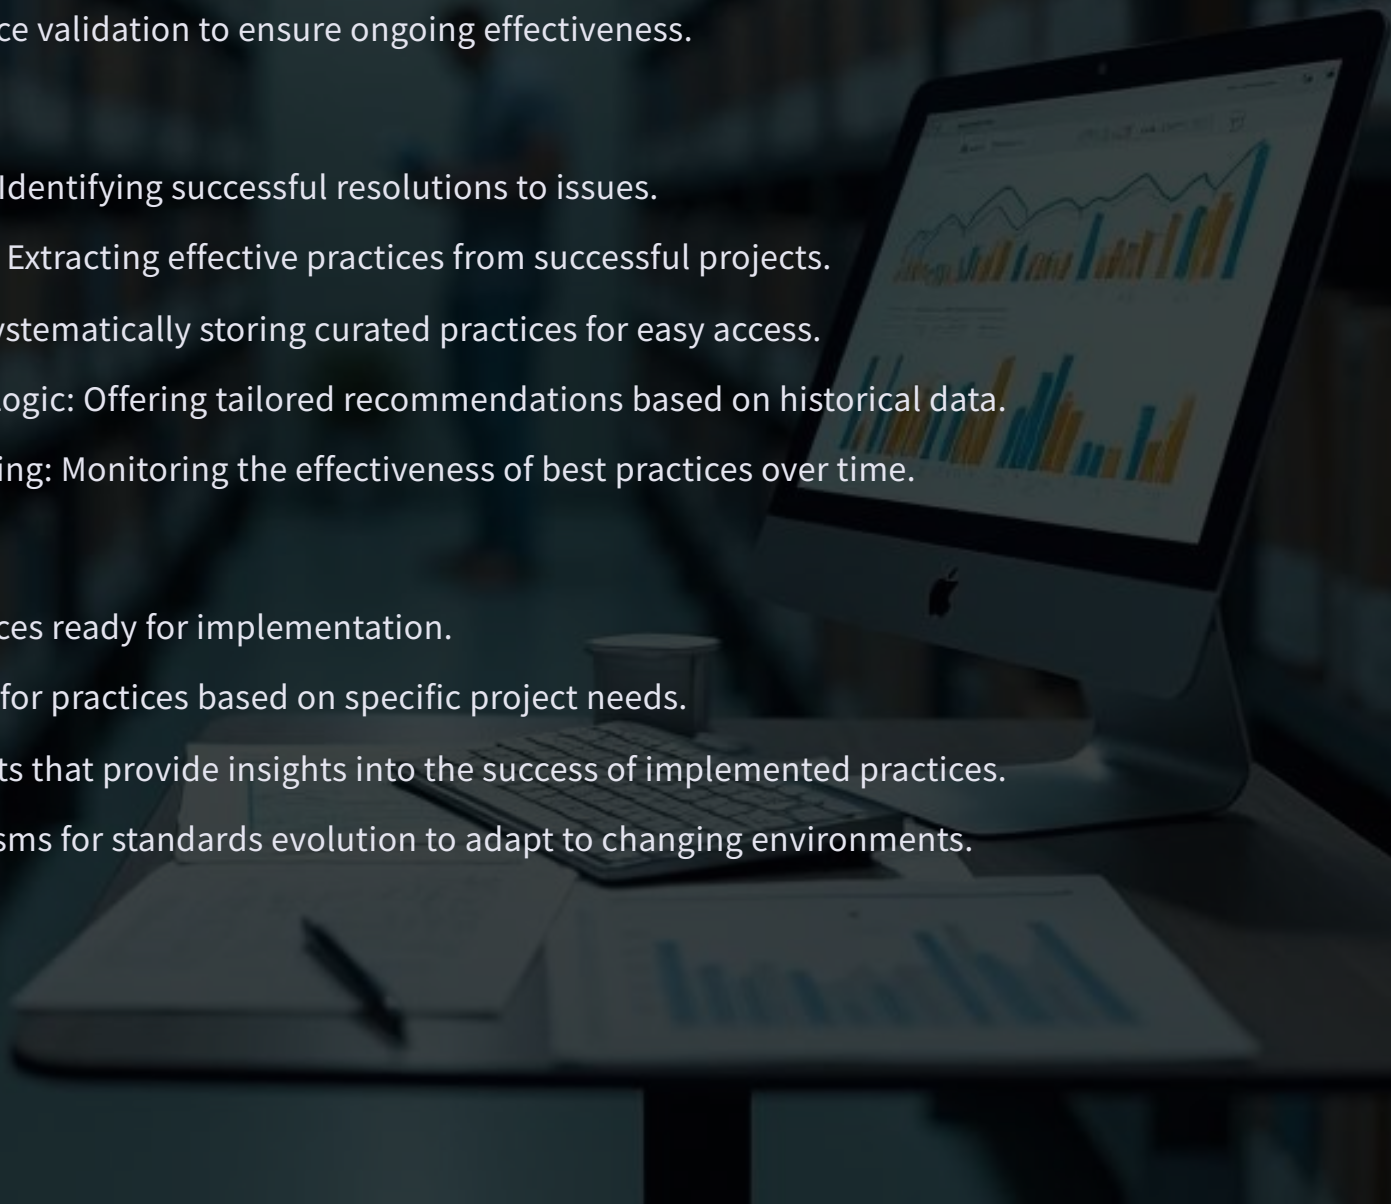 ce validation to ensure ongoing effectiveness.
Identifying successful resolutions to issues.
Extracting effective practices from successful projects.
ystematically storing curated practices for easy access.
Logic: Offering tailored recommendations based on historical data.
ing: Monitoring the effectiveness of best practices over time.
ces ready for implementation.
for practices based on specific project needs.
ts that provide insights into the success of implemented practices.
sms for standards evolution to adapt to changing environments.